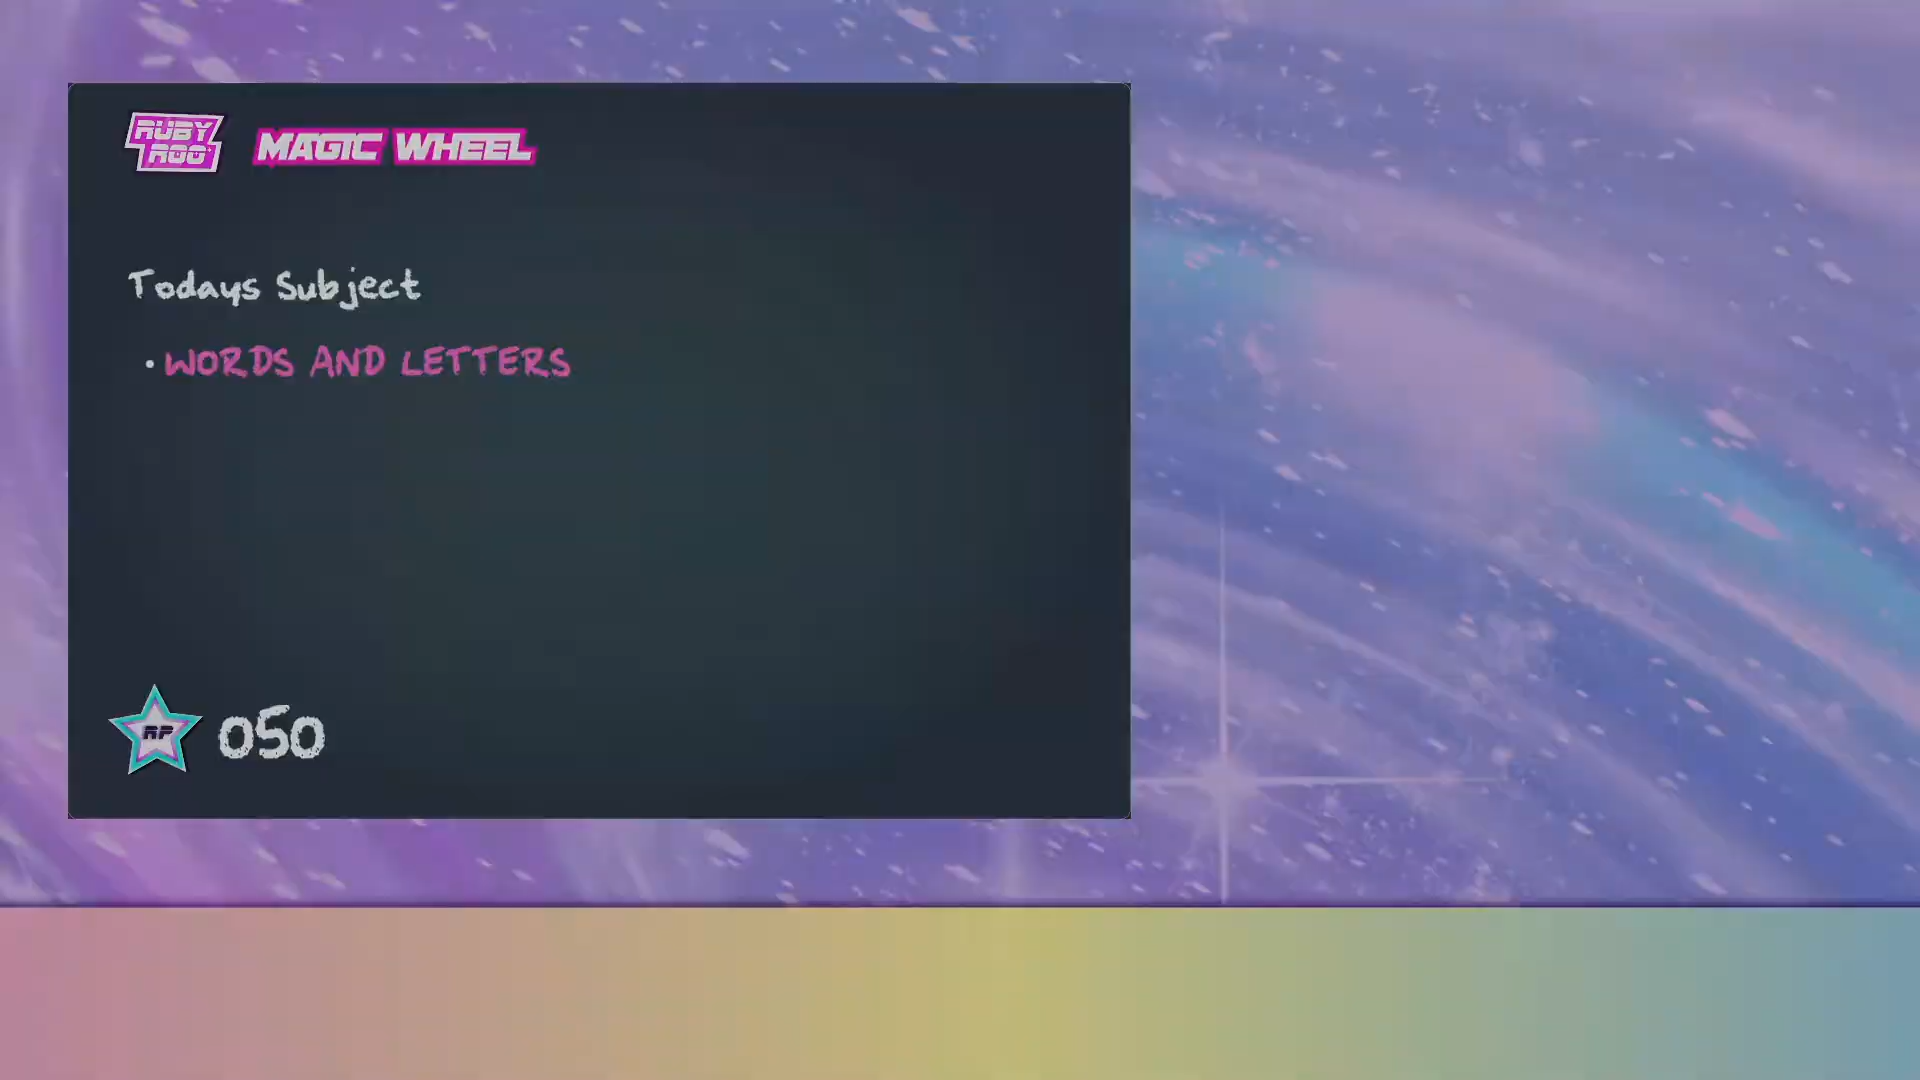 RUBY
ROO
MAGIC WHEEL
Todays Subject
• WORDS AND LETTERS
RP
050